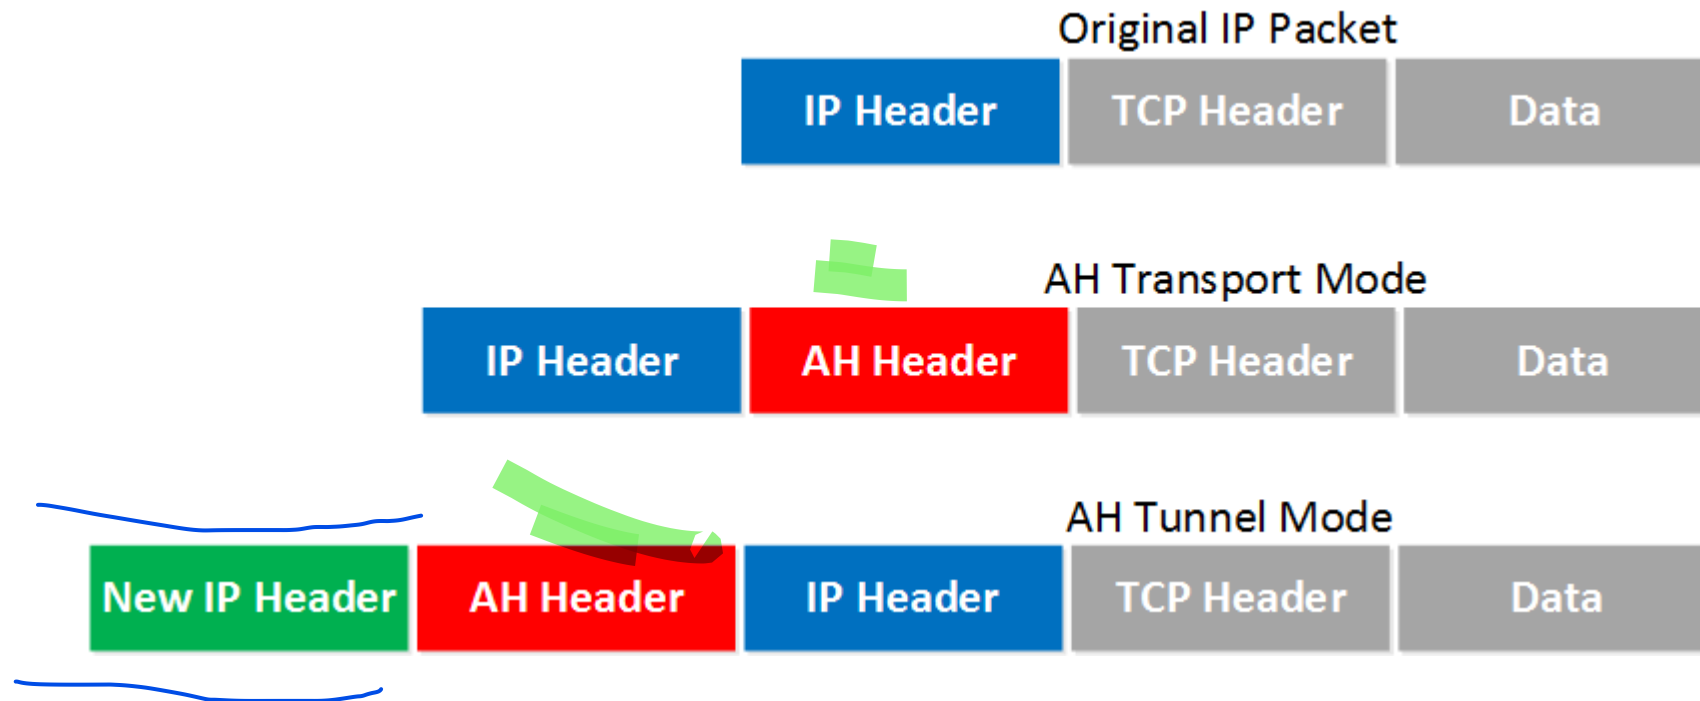 Original IP Packet
IP Header TCP Header Data
AH Transport Mode
IP Header AH Header TCP Header Data
AH Tunnel Mode
New IP Header AH Header IP Header TCP Header Data